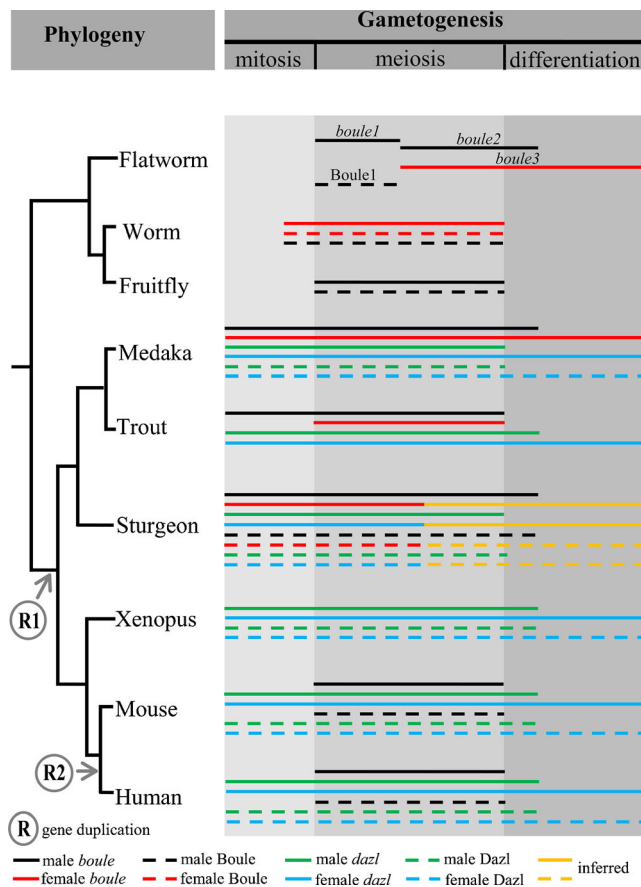 Phylogeny
Gametogenesis
mitosis
meiosis
differentiation
boule1
boule2
boule3
Boule1
Flatworm
Worm
Fruitfly
Medaka
Trout
Sturgeon
R1
Xenopus
Mouse
R2
Human
R gene duplication
male boule
male Boule
male dazl
male Dazl
inferred
female boule
female Boule
female dazl
female Dazl